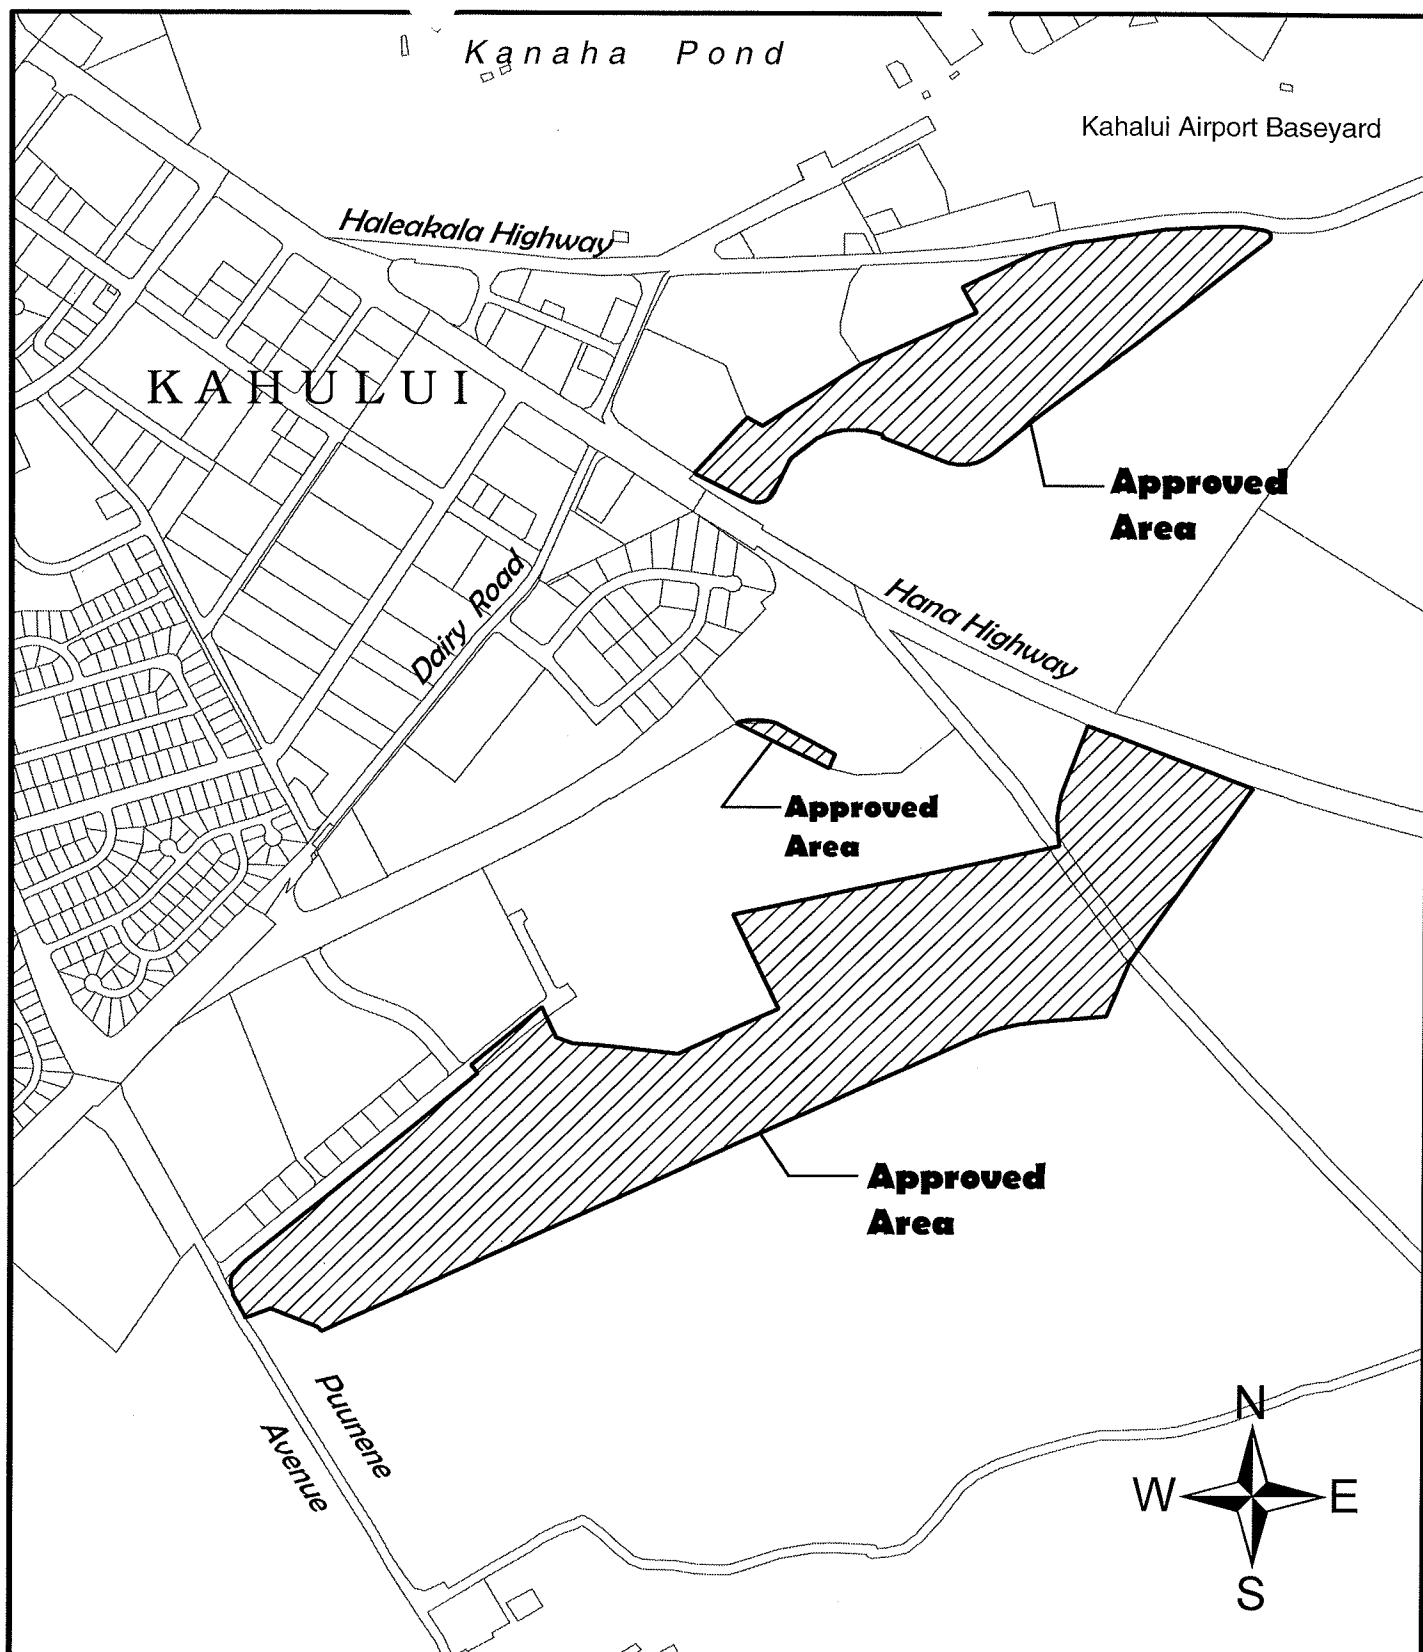 Kanaha Pond
Kahalui Airport Baseyard
Haleakala Highway
KAHULUI
Approved
Area
Dairy Road
Hana Highway
Approved
Area
Approved
Area
Puunene
Avenue
N
W E
S